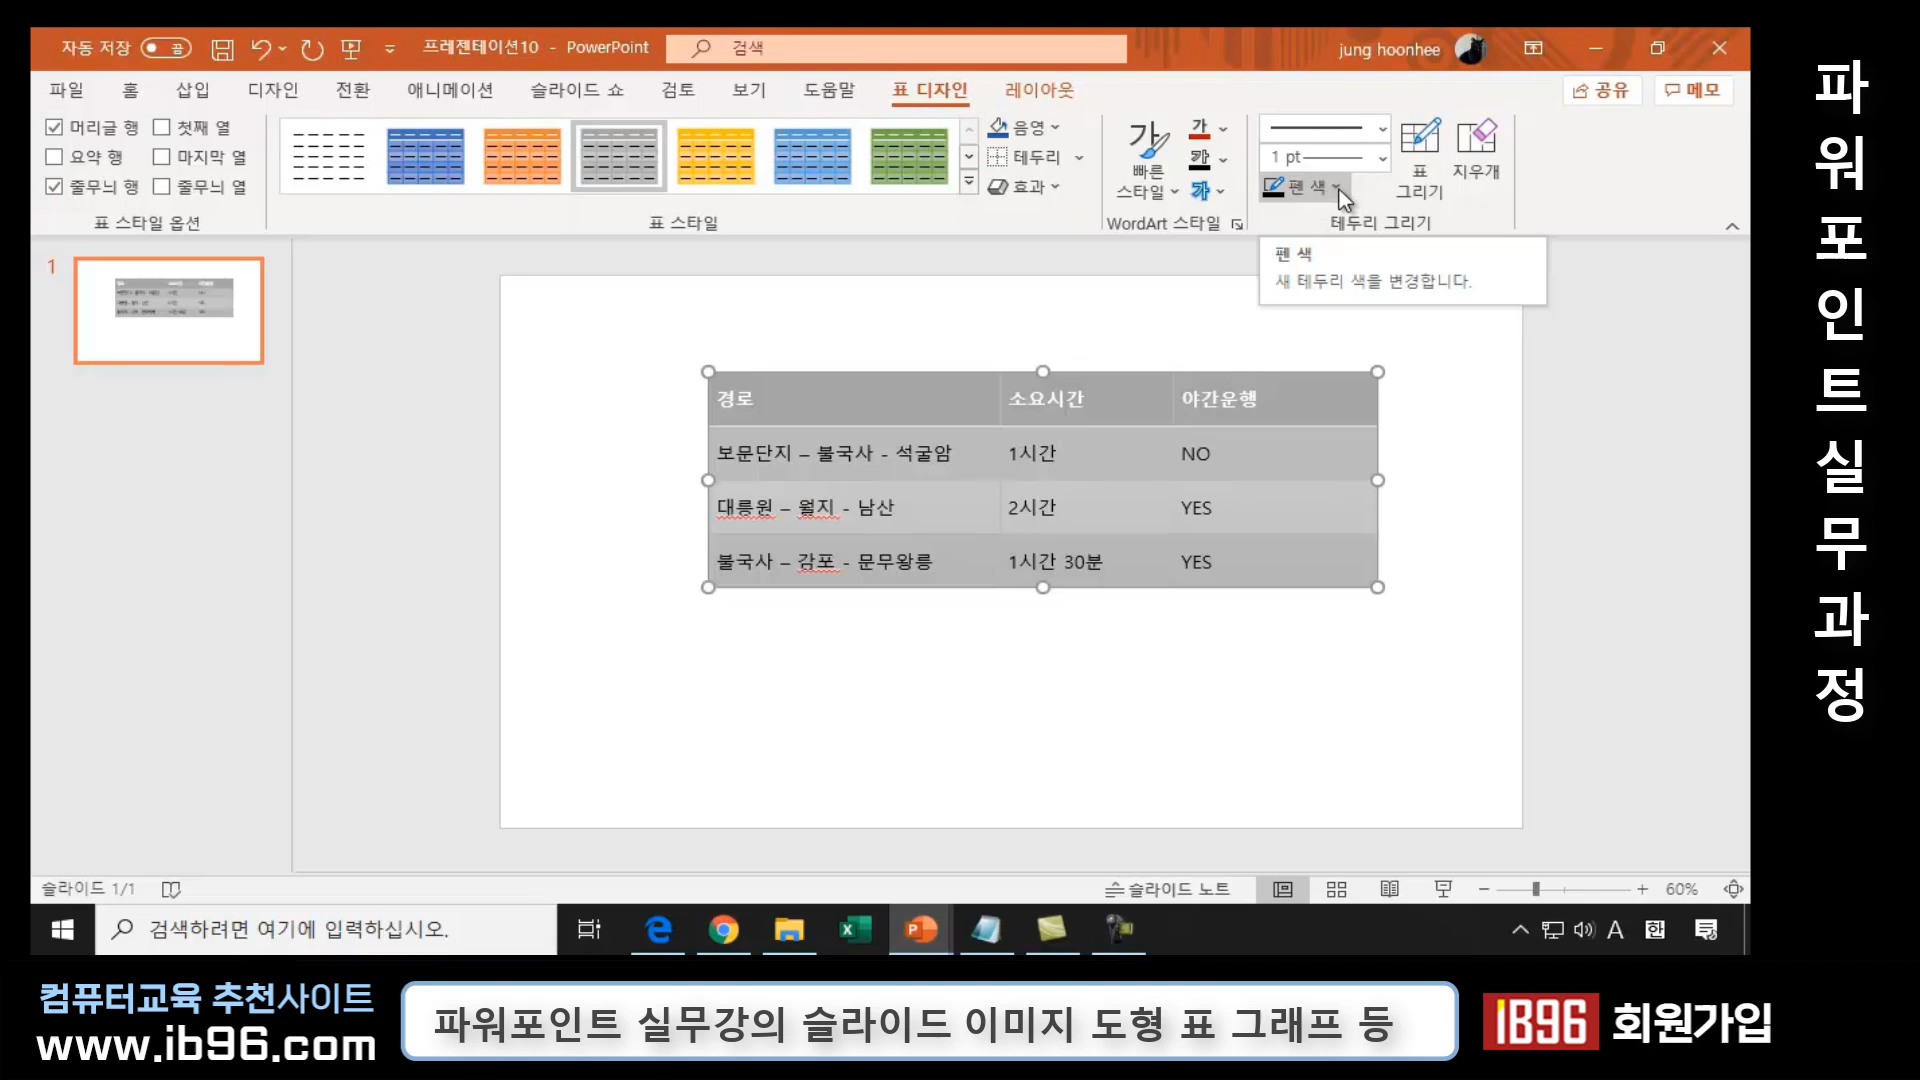 자동 저장 끔 프레젠테이션10 - PowerPoint 검색 jung hoonhee
파일 홈 삽입 디자인 전환 애니메이션 슬라이드 쇼 검토 보기 도움말 표 디자인 레이아웃 공유 메모
머리글 행 첫째 열
요약 행 마지막 열
줄무늬 행 줄무늬 열
표 스타일 옵션
표 스타일
음영
테두리
효과
가
빠른
스타일
가
가
가
WordArt 스타일
1 pt
펜 색
표
그리기
지우개
테두리 그리기
펜 색
새 테두리 색을 변경합니다.
1
경로 소요시간 야간운행
보문단지 – 불국사 - 석굴암 1시간 NO
대릉원 – 월지 - 남산 2시간 YES
불국사 – 감포 - 문무왕릉 1시간 30분 YES
슬라이드 1/1 슬라이드 노트 60%
검색하려면 여기에 입력하십시오. A 한
파워포인트실무과정
컴퓨터교육 추천사이트
www.ib96.com
파워포인트 실무강의 슬라이드 이미지 도형 표 그래프 등
IB96 회원가입